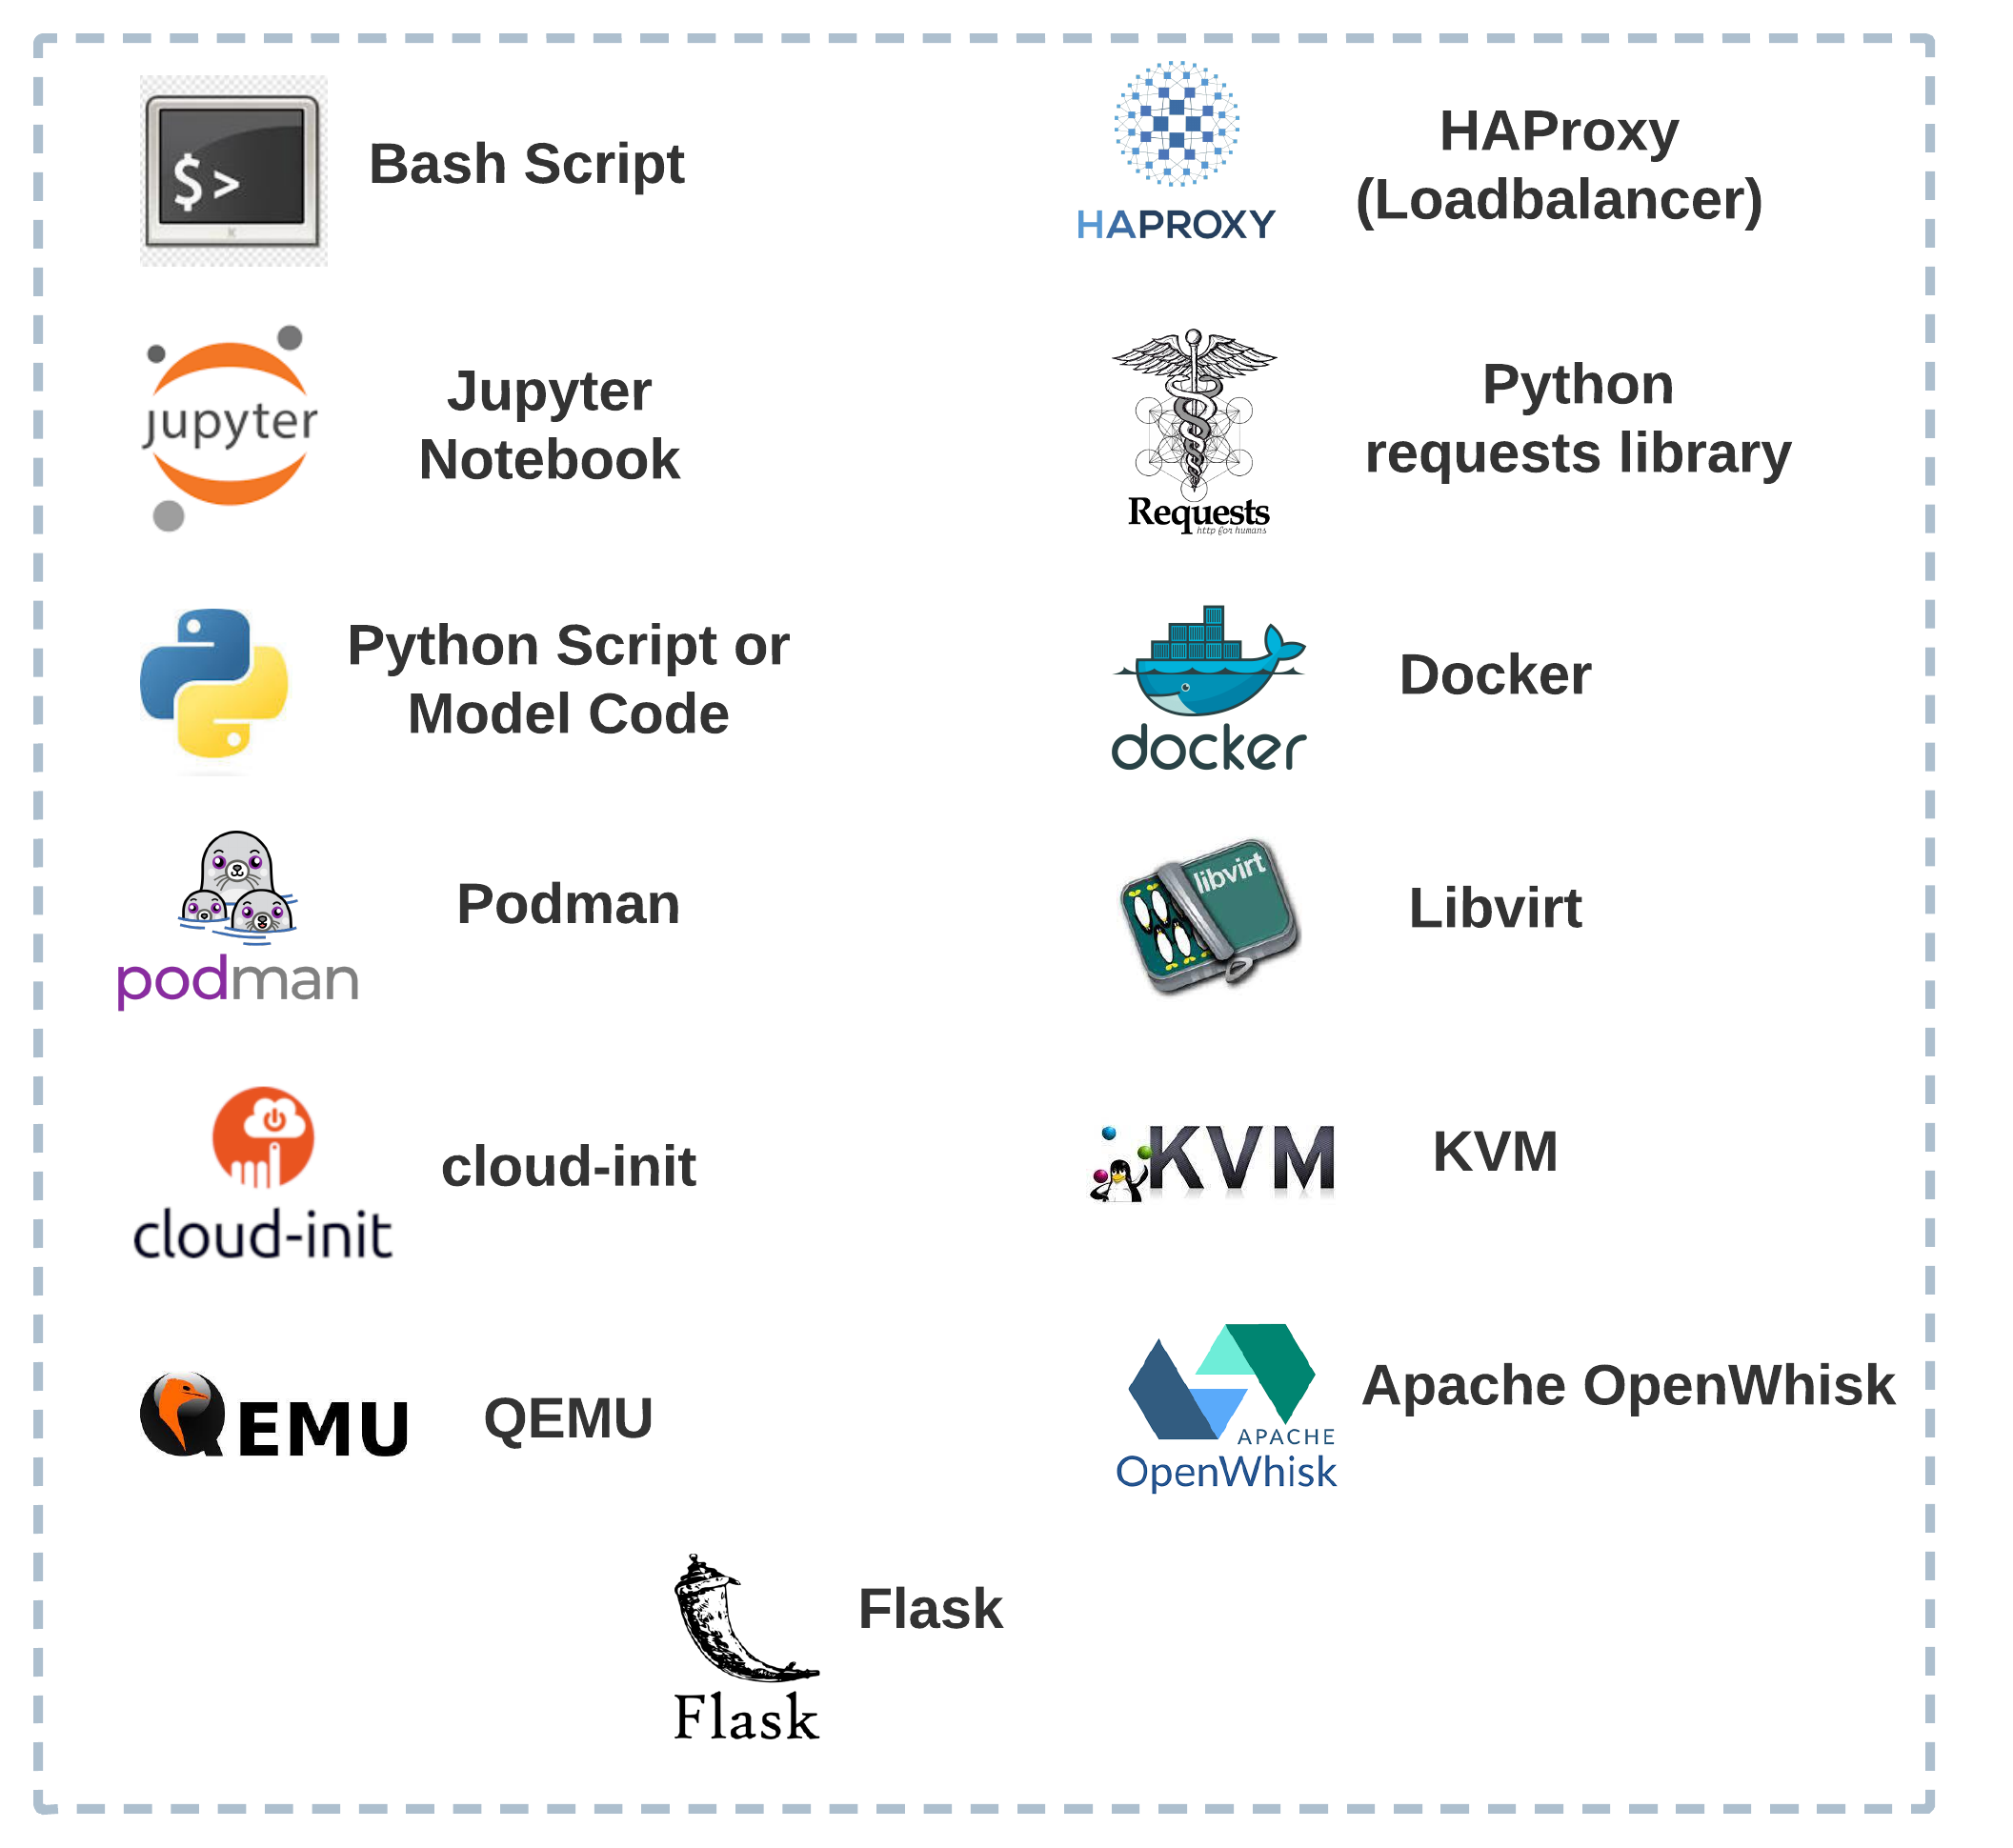 $ >
Bash Script
HAPROXY
HAProxy
(Loadbalancer)
jupyter
Jupyter
Notebook
Requests
http for humans
Python
requests library
Python Script or
Model Code
docker
Docker
podman
Podman
libvirt
Libvirt
cloud-init
cloud-init
KVM
KVM
QEMU
QEMU
APACHE
OpenWhisk
Apache OpenWhisk
Flask
Flask